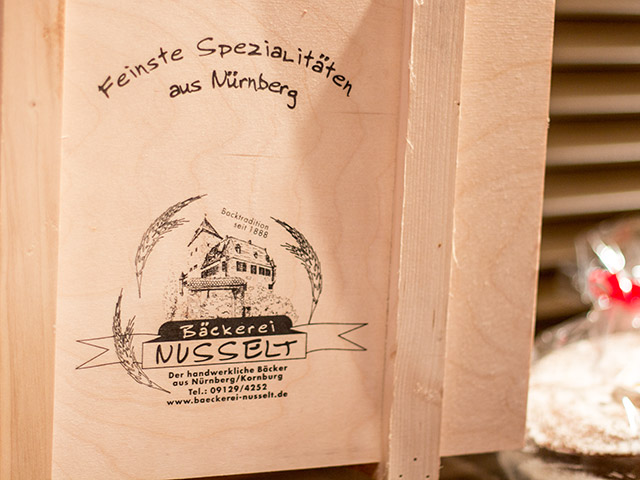 Feinste Spezialitäten
aus Nürnberg
Backtradition
seit 1888
Bäckerei
NUSSELT
Der handwerkliche Bäcker
aus Nürnberg/Kornburg
Tel.: 09129/4252
www.baeckerei-nusselt.de